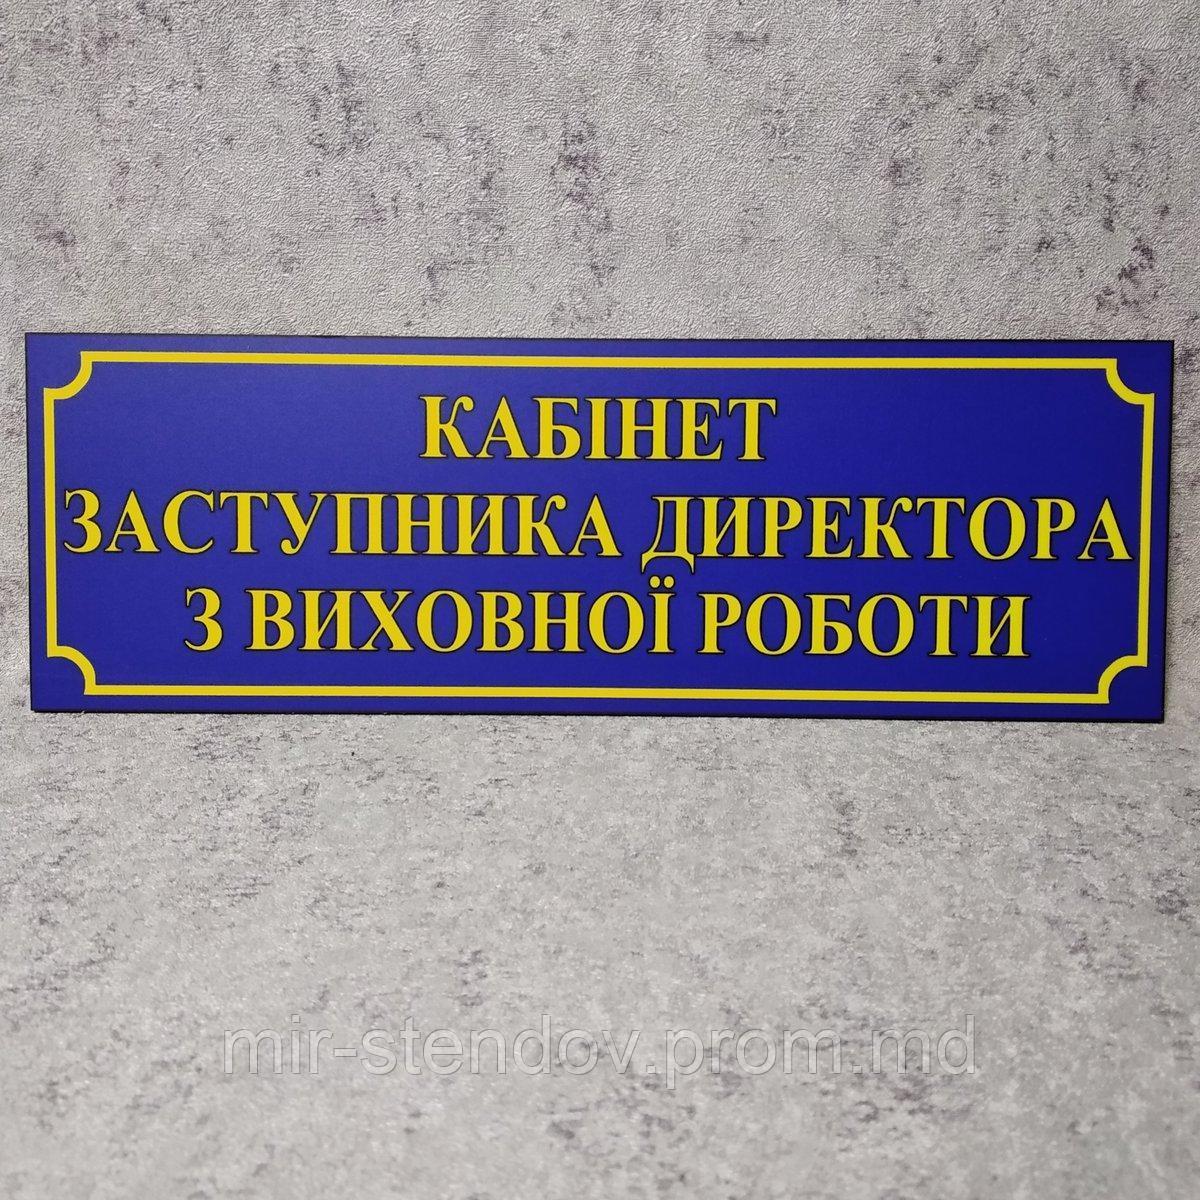 КАБІНЕТ
ЗАСТУПНИКА ДИРЕКТОРА
З ВИХОВНОЇ РОБОТИ
mir-stendov.prom.md